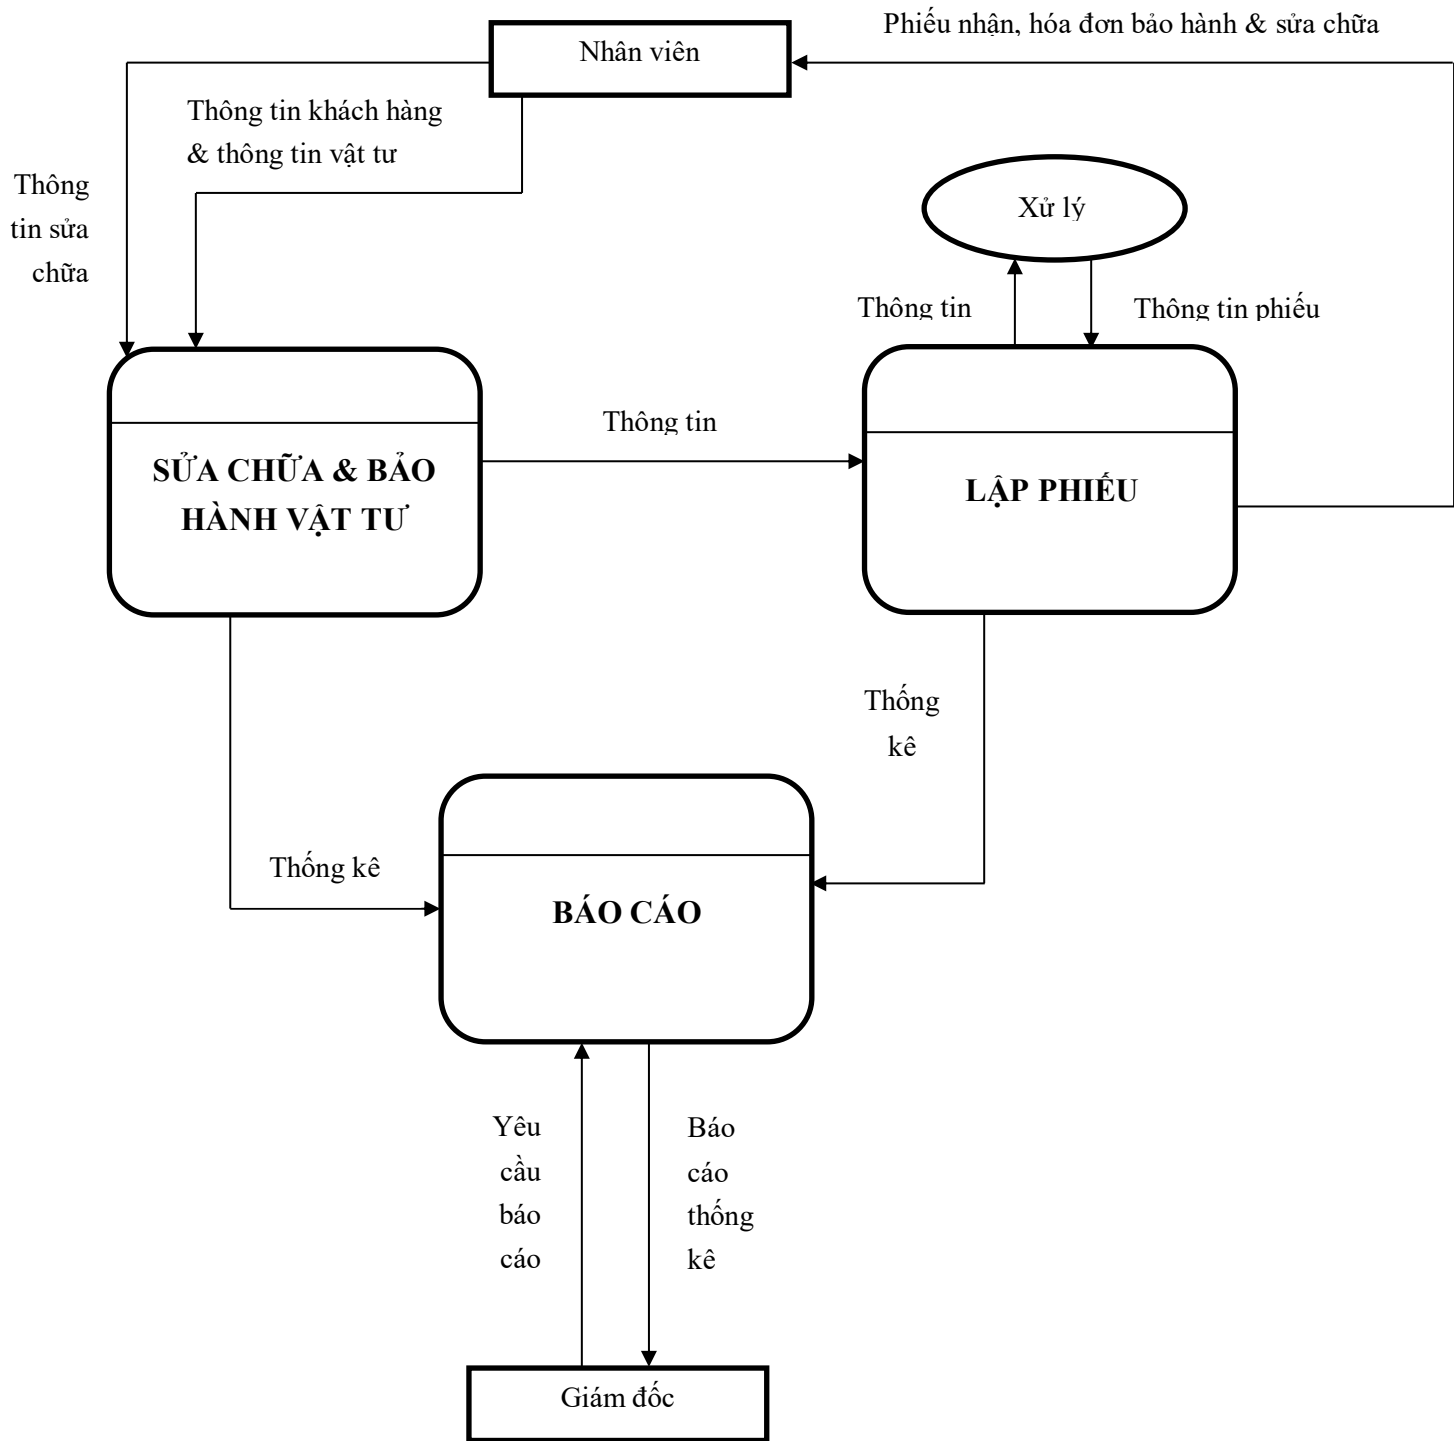 Phiếu nhận, hóa đơn bảo hành & sửa chữa
Nhân viên
Thông tin khách hàng
& thông tin vật tư
Thông
tin sửa
chữa
Xử lý
Thông tin
Thông tin phiếu
Thông tin
SỬA CHỮA & BẢO
HÀNH VẬT TƯ
LẬP PHIẾU
Thống
kê
Thống kê
BÁO CÁO
Yêu
cầu
báo
cáo
Báo
cáo
thống
kê
Giám đốc